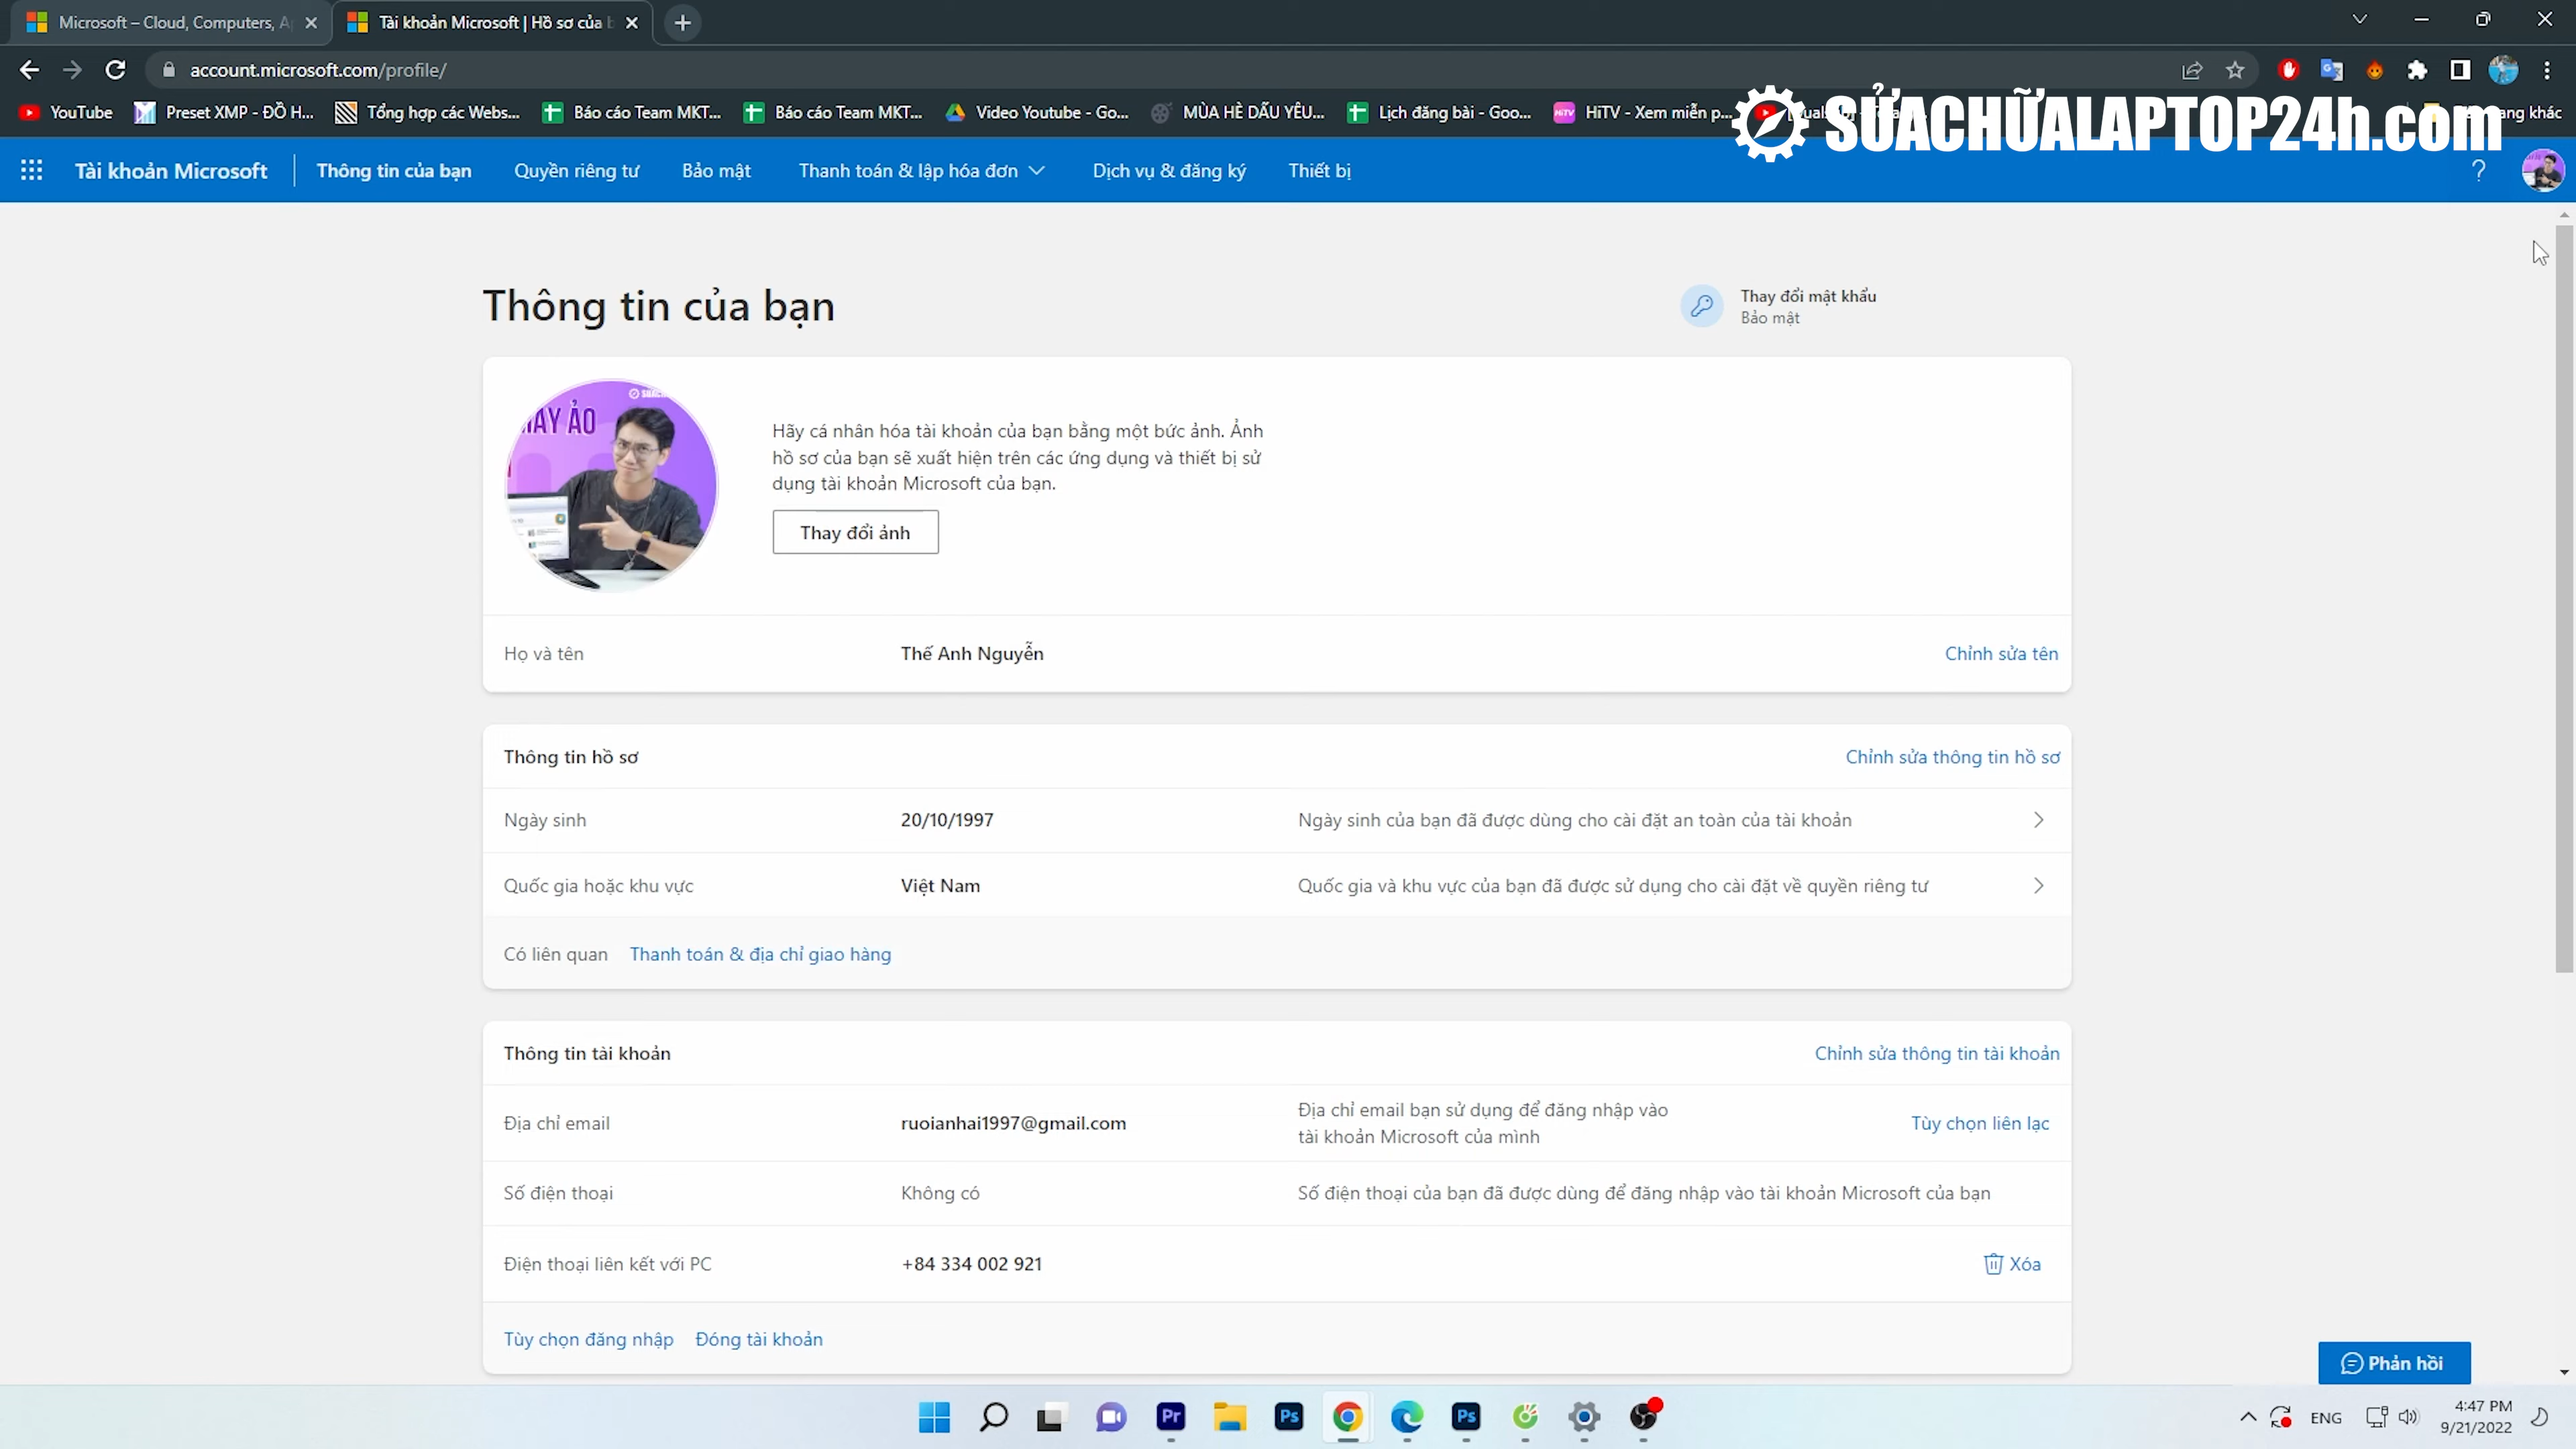 Microsoft – Cloud, Computers, A
Tài khoản Microsoft | Hồ sơ của b
account.microsoft.com/profile/
YouTube
Preset XMP - ĐỒ H...
Tổng hợp các Webs...
Báo cáo Team MKT...
Báo cáo Team MKT...
Video Youtube - Go...
MÙA HÈ DẤU YÊU...
Lịch đăng bài - Goo...
HiTV - Xem miễn p...
khác
SỬACHỮALAPTOP24h.com
Tài khoản Microsoft
Thông tin của bạn
Quyền riêng tư
Bảo mật
Thanh toán & lập hóa đơn
Dịch vụ & đăng ký
Thiết bị
?
Thông tin của bạn
Thay đổi mật khẩu
Bảo mật
ẢO
Hãy cá nhân hóa tài khoản của bạn bằng một bức ảnh. Ảnh
hồ sơ của bạn sẽ xuất hiện trên các ứng dụng và thiết bị sử
dụng tài khoản Microsoft của bạn.
Thay đổi ảnh
Họ và tên
Thế Anh Nguyễn
Chỉnh sửa tên
Thông tin hồ sơ
Chỉnh sửa thông tin hồ sơ
Ngày sinh
20/10/1997
Ngày sinh của bạn đã được dùng cho cài đặt an toàn của tài khoản
Quốc gia hoặc khu vực
Việt Nam
Quốc gia và khu vực của bạn đã được sử dụng cho cài đặt về quyền riêng tư
Có liên quan
Thanh toán & địa chỉ giao hàng
Thông tin tài khoản
Chỉnh sửa thông tin tài khoản
Địa chỉ email
ruoianhai1997@gmail.com
Địa chỉ email bạn sử dụng để đăng nhập vào
tài khoản Microsoft của mình
Tùy chọn liên lạc
Số điện thoại
Không có
Số điện thoại của bạn đã được dùng để đăng nhập vào tài khoản Microsoft của bạn
Điện thoại liên kết với PC
+84 334 002 921
Xóa
Tùy chọn đăng nhập
Đóng tài khoản
Phản hồi
Pr
Ps
Ps
ENG
4:47 PM
9/21/2022